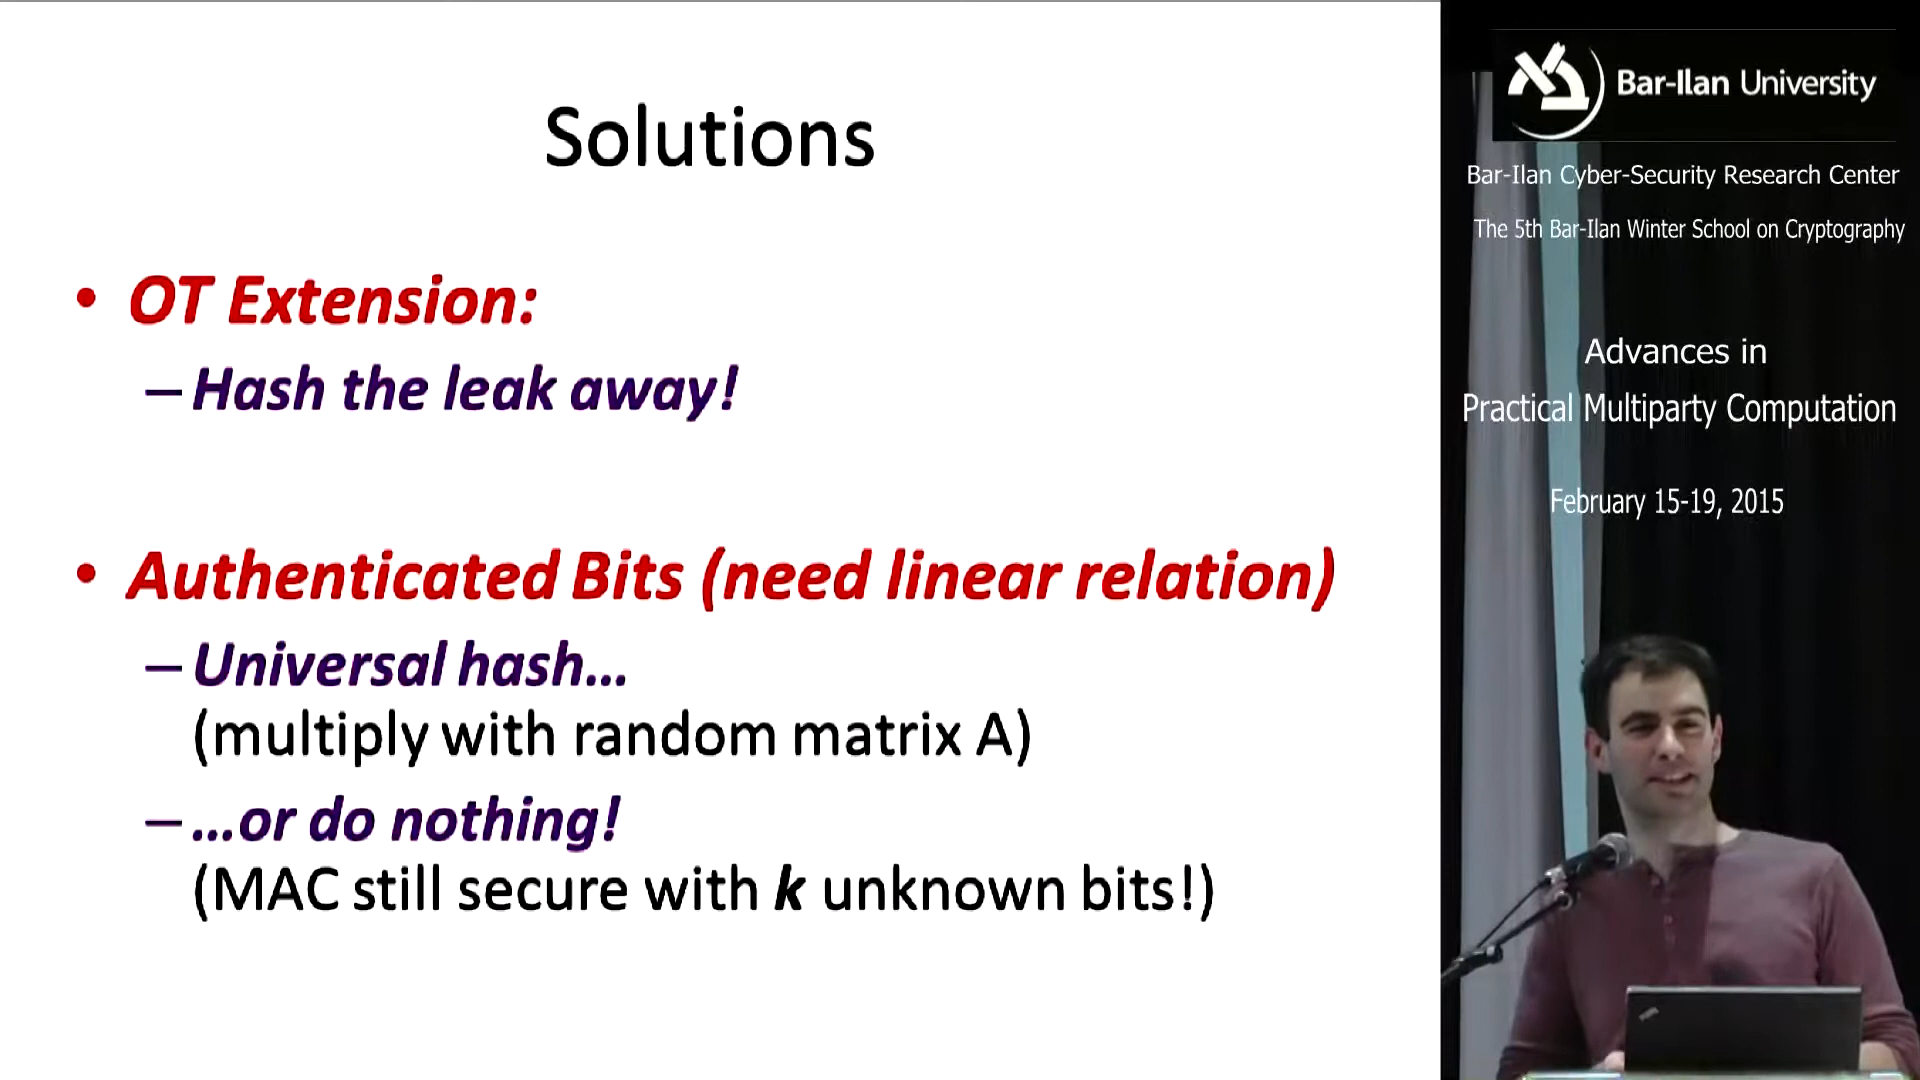 Solutions
• OT Extension:
– Hash the leak away!
• Authenticated Bits (need linear relation)
– Universal hash...
(multiply with random matrix A)
– ...or do nothing!
(MAC still secure with k unknown bits!)
Bar-Ilan University
Bar-Ilan Cyber-Security Research Center
The 5th Bar-Ilan Winter School on Cryptography
Advances in
Practical Multiparty Computation
February 15-19, 2015